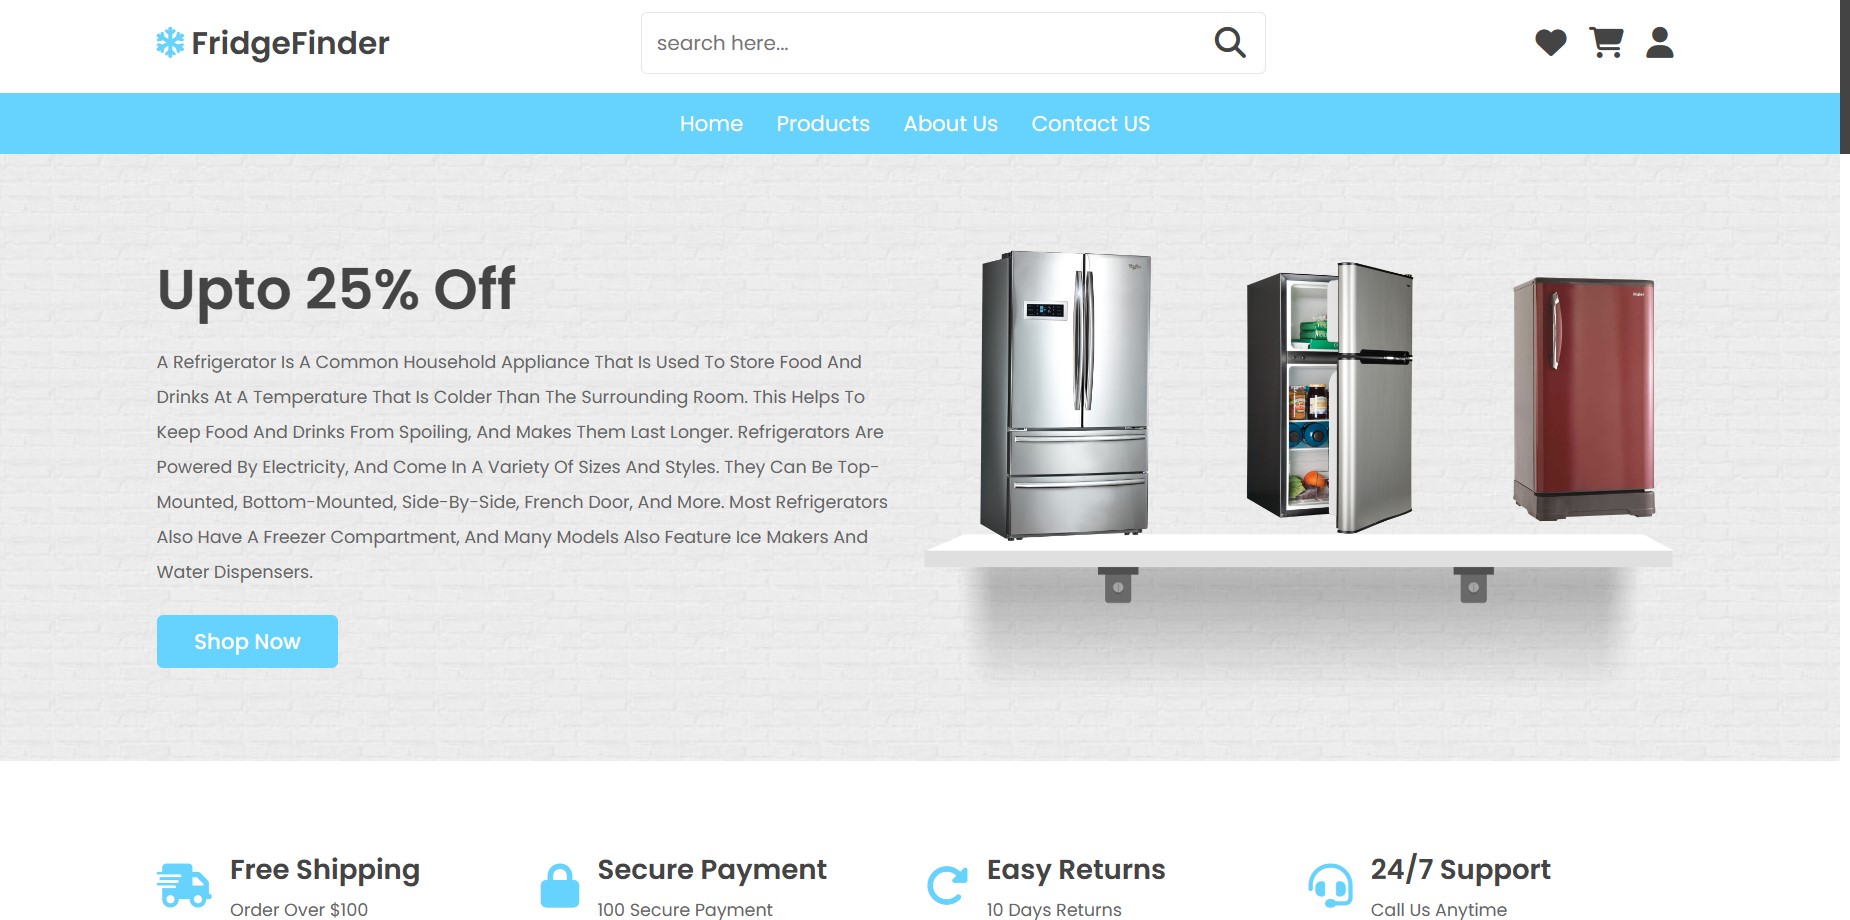 FridgeFinder
search here...
Home Products About Us Contact US
Upto 25% Off
A Refrigerator Is A Common Household Appliance That Is Used To Store Food And
Drinks At A Temperature That Is Colder Than The Surrounding Room. This Helps To
Keep Food And Drinks From Spoiling, And Makes Them Last Longer. Refrigerators Are
Powered By Electricity, And Come In A Variety Of Sizes And Styles. They Can Be Top-
Mounted, Bottom-Mounted, Side-By-Side, French Door, And More. Most Refrigerators
Also Have A Freezer Compartment, And Many Models Also Feature Ice Makers And
Water Dispensers.
Shop Now
Free Shipping
Order Over $100
Secure Payment
100 Secure Payment
Easy Returns
10 Days Returns
24/7 Support
Call Us Anytime